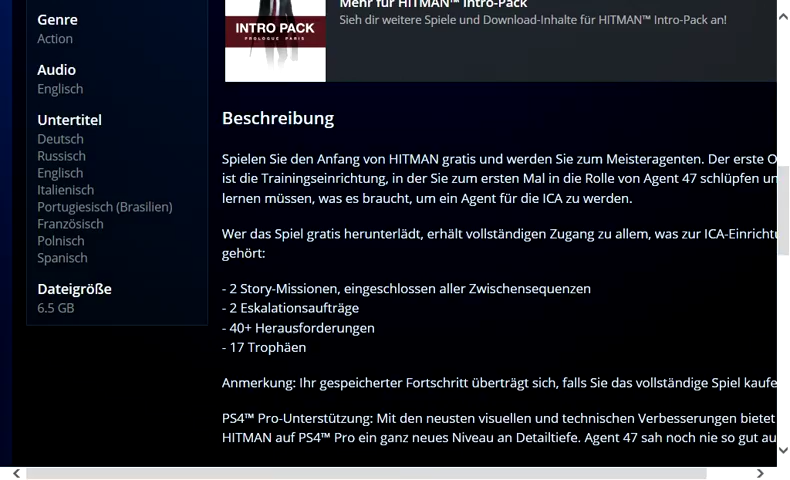 Genre
Action
Audio
Englisch
Untertitel
Deutsch
Russisch
Englisch
Italienisch
Portugiesisch (Brasilien)
Französisch
Polnisch
Spanisch
Dateigröße
6.5 GB
INTRO PACK
PROLOGUE PARIS
Mehr für HITMAN™ Intro-Pack
Sieh dir weitere Spiele und Download-Inhalte für HITMAN™ Intro-Pack an!
Beschreibung
Spielen Sie den Anfang von HITMAN gratis und werden Sie zum Meisteragenten. Der erste O
ist die Trainingseinrichtung, in der Sie zum ersten Mal in die Rolle von Agent 47 schlüpfen un
lernen müssen, was es braucht, um ein Agent für die ICA zu werden.
Wer das Spiel gratis herunterlädt, erhält vollständigen Zugang zu allem, was zur ICA-Einrichtu
gehört:
- 2 Story-Missionen, eingeschlossen aller Zwischensequenzen
- 2 Eskalationsaufträge
- 40+ Herausforderungen
- 17 Trophäen
Anmerkung: Ihr gespeicherter Fortschritt überträgt sich, falls Sie das vollständige Spiel kaufe
PS4™ Pro-Unterstützung: Mit den neusten visuellen und technischen Verbesserungen bietet
HITMAN auf PS4™ Pro ein ganz neues Niveau an Detailtiefe. Agent 47 sah noch nie so gut au